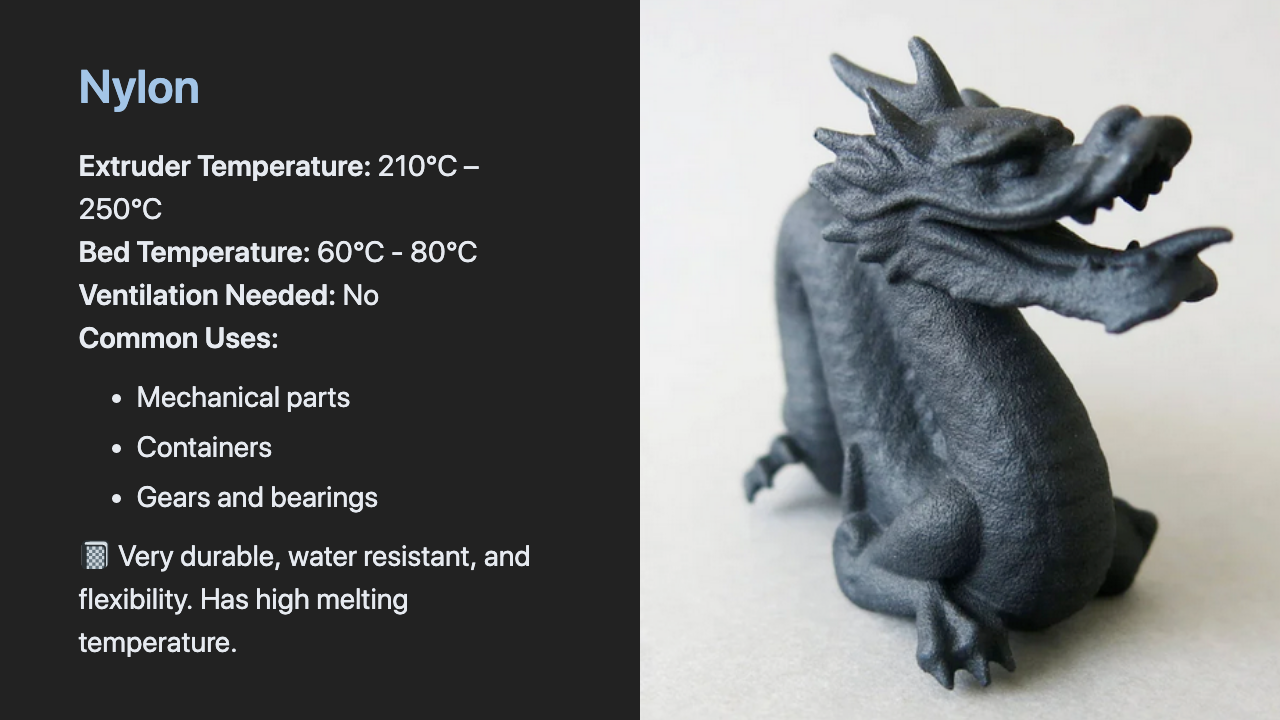 Nylon
Extruder Temperature: 210°C –
250°C
Bed Temperature: 60°C - 80°C
Ventilation Needed: No
Common Uses:
• Mechanical parts
• Containers
• Gears and bearings
📓 Very durable, water resistant, and
flexibility. Has high melting
temperature.